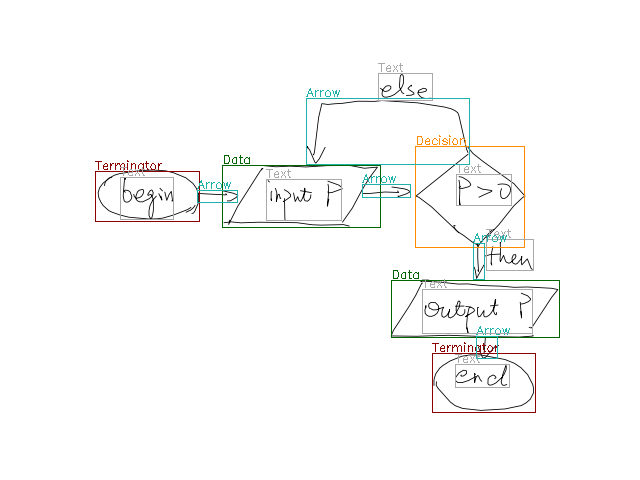 Text
else
Arrow
Decision
Data
Terminator
Text
Text
Text
Arrow
Arrow
begin
input P
P>0
Text
Arrow
then
Data
Text
output P
Arrow
Terminator
Text
end